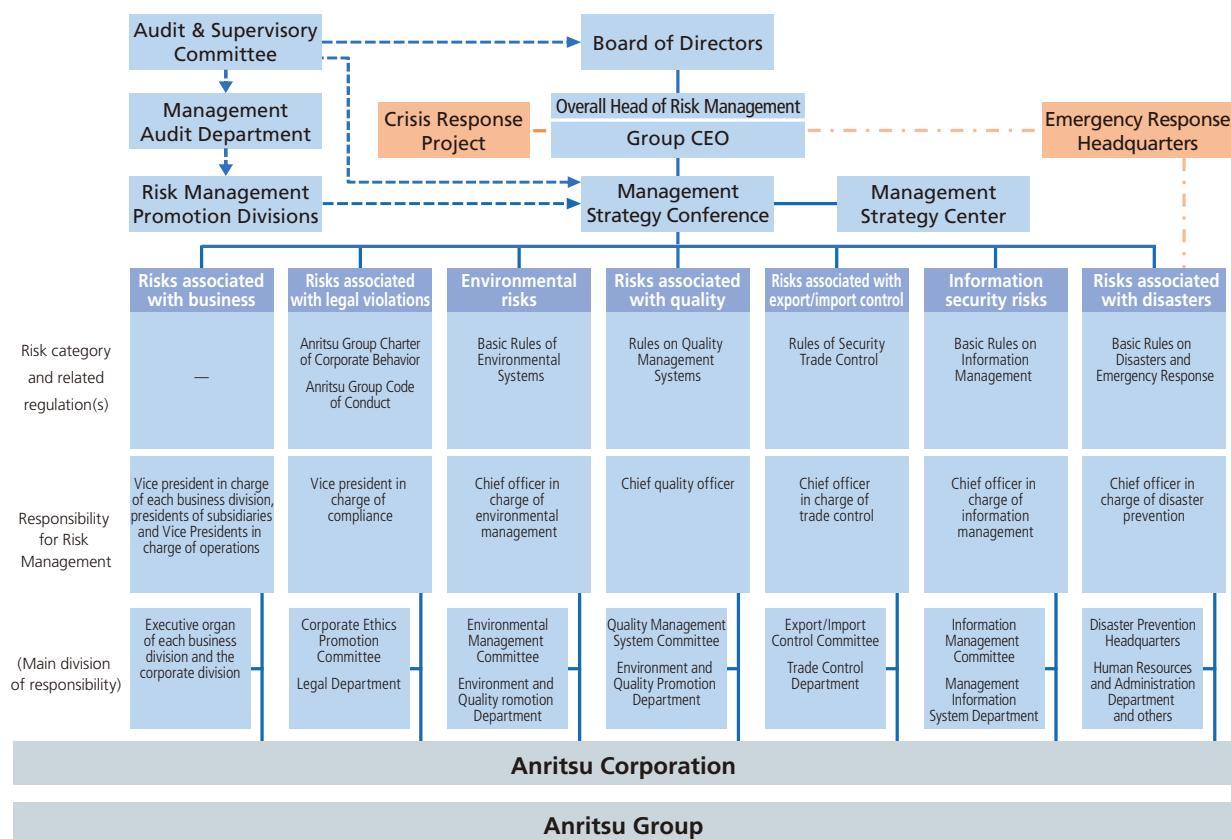 Audit & Supervisory
Committee
Board of Directors
Management
Audit Department
Crisis Response
Project
Overall Head of Risk Management
Group CEO
Emergency Response
Headquarters
Risk Management
Promotion Divisions
Management
Strategy Conference
Management
Strategy Center
Risks associated
with business
Risks associated
with legal violations
Environmental
risks
Risks associated
with quality
Risks associated with
export/import control
Information
security risks
Risks associated
with disasters
Risk category
and related
regulation(s)
—
Anritsu Group Charter
of Corporate Behavior
Anritsu Group Code
of Conduct
Basic Rules of
Environmental
Systems
Rules on Quality
Management
Systems
Rules of Security
Trade Control
Basic Rules on
Information
Management
Basic Rules on
Disasters and
Emergency Response
Responsibility
for Risk
Management
Vice president in charge
of each business division,
presidents of subsidiaries
and Vice Presidents in
charge of operations
Vice president in
charge of
compliance
Chief officer in
charge of
environmental
management
Chief quality officer
Chief officer
in charge of
trade control
Chief officer in
charge of
information
management
Chief officer in
charge of disaster
prevention
(Main division
of responsibility)
Executive organ
of each business
division and the
corporate division
Corporate Ethics
Promotion
Committee
Legal Department
Environmental
Management
Committee
Environment and
Quality romotion
Department
Quality Management
System Committee
Environment and
Quality Promotion
Department
Export/Import
Control Committee
Trade Control
Department
Information
Management
Committee
Management
Information
System Department
Disaster Prevention
Headquarters
Human Resources
and Administration
Department
and others
Anritsu Corporation
Anritsu Group